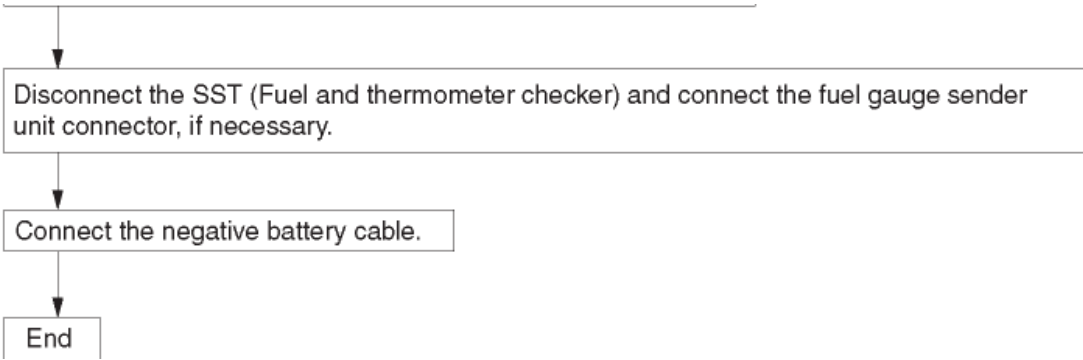 Disconnect the SST (Fuel and thermometer checker) and connect the fuel gauge sender
unit connector, if necessary.
Connect the negative battery cable.
End